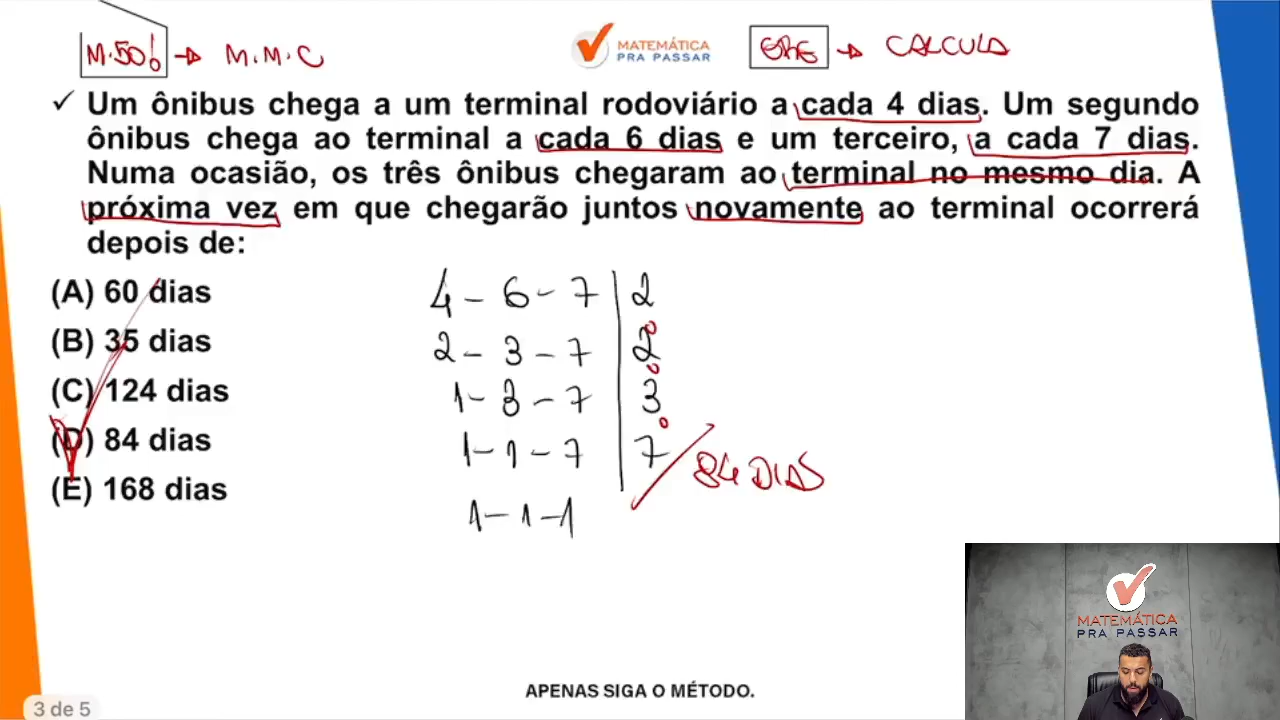 M.50! → M.M.C
MATEMÁTICA
PRA PASSAR
→ CALCULA
✓ Um ônibus chega a um terminal rodoviário a cada 4 dias. Um segundo
ônibus chega ao terminal a cada 6 dias e um terceiro, a cada 7 dias.
Numa ocasião, os três ônibus chegaram ao terminal no mesmo dia. A
próxima vez em que chegarão juntos novamente ao terminal ocorrerá
depois de:
(A) 60 dias
(B) 35 dias
(C) 124 dias
(D) 84 dias
(E) 168 dias
4 - 6 - 7 | 2
2 - 3 - 7 | 2
1 - 3 - 7 | 3
1 - 1 - 7 | 7
84 DIAS
1 - 1 - 1
MATEMÁTICA
PRA PASSAR
APENAS SIGA O MÉTODO.
3 de 5